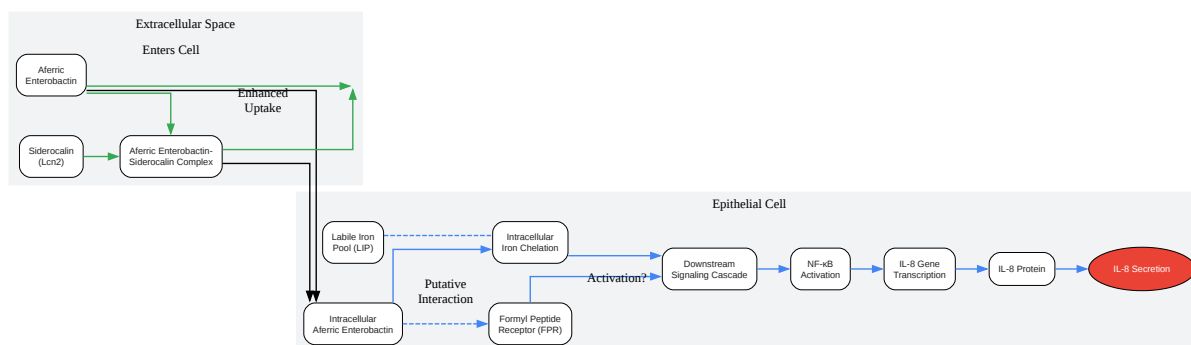 Extracellular Space
Enters Cell
Aferric
Enterobactin
Enhanced
Uptake
Siderocalin
(Lcn2)
Aferric Enterobactin-
Siderocalin Complex
Epithelial Cell
Labile Iron
Pool (LIP)
Intracellular
Iron Chelation
Downstream
Signaling Cascade
NF-κB
Activation
IL-8 Gene
Transcription
IL-8 Protein
IL-8 Secretion
Activation?
Putative
Interaction
Intracellular
Aferric Enterobactin
Formyl Peptide
Receptor (FPR)